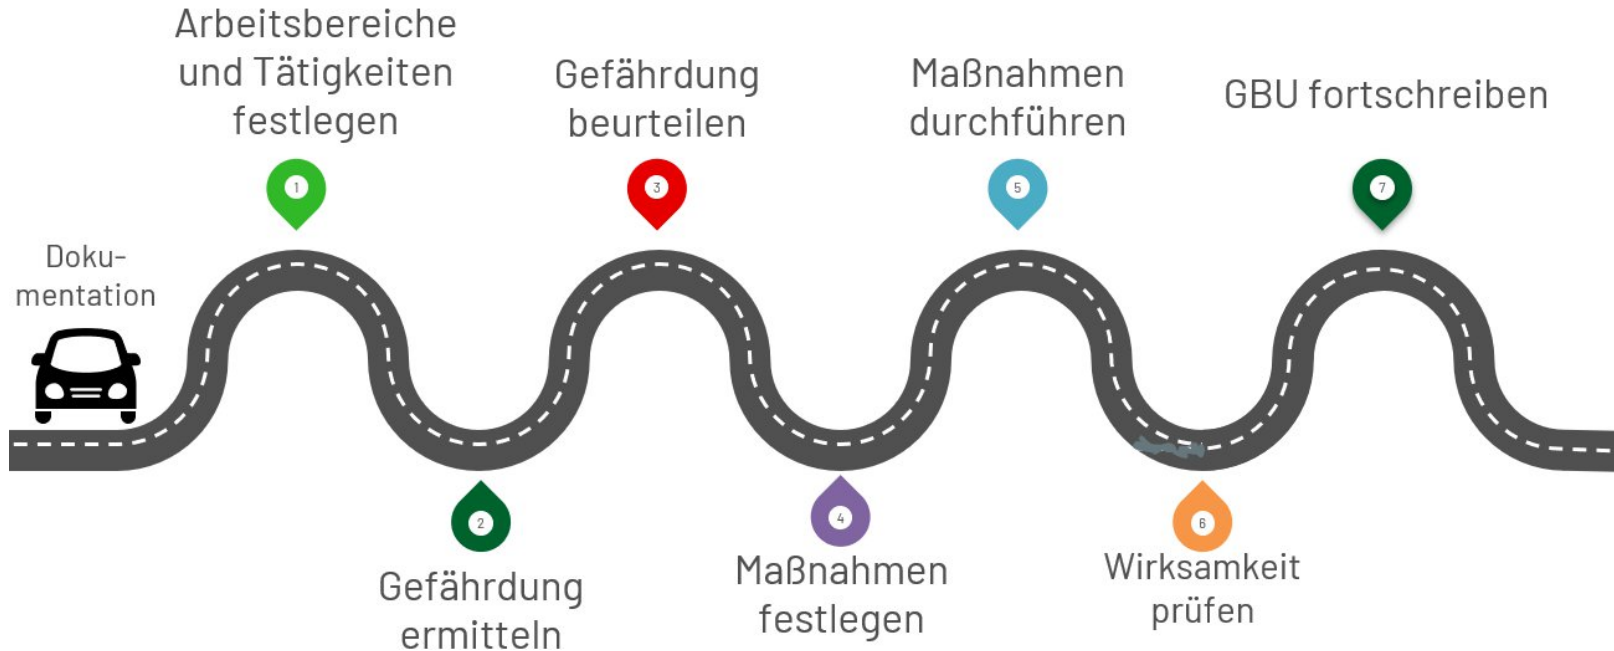 Doku-
mentation
Arbeitsbereiche
und Tätigkeiten
festlegen
1
2
Gefährdung
ermitteln
Gefährdung
beurteilen
3
4
Maßnahmen
festlegen
Maßnahmen
durchführen
5
6
Wirksamkeit
prüfen
GBU fortschreiben
7